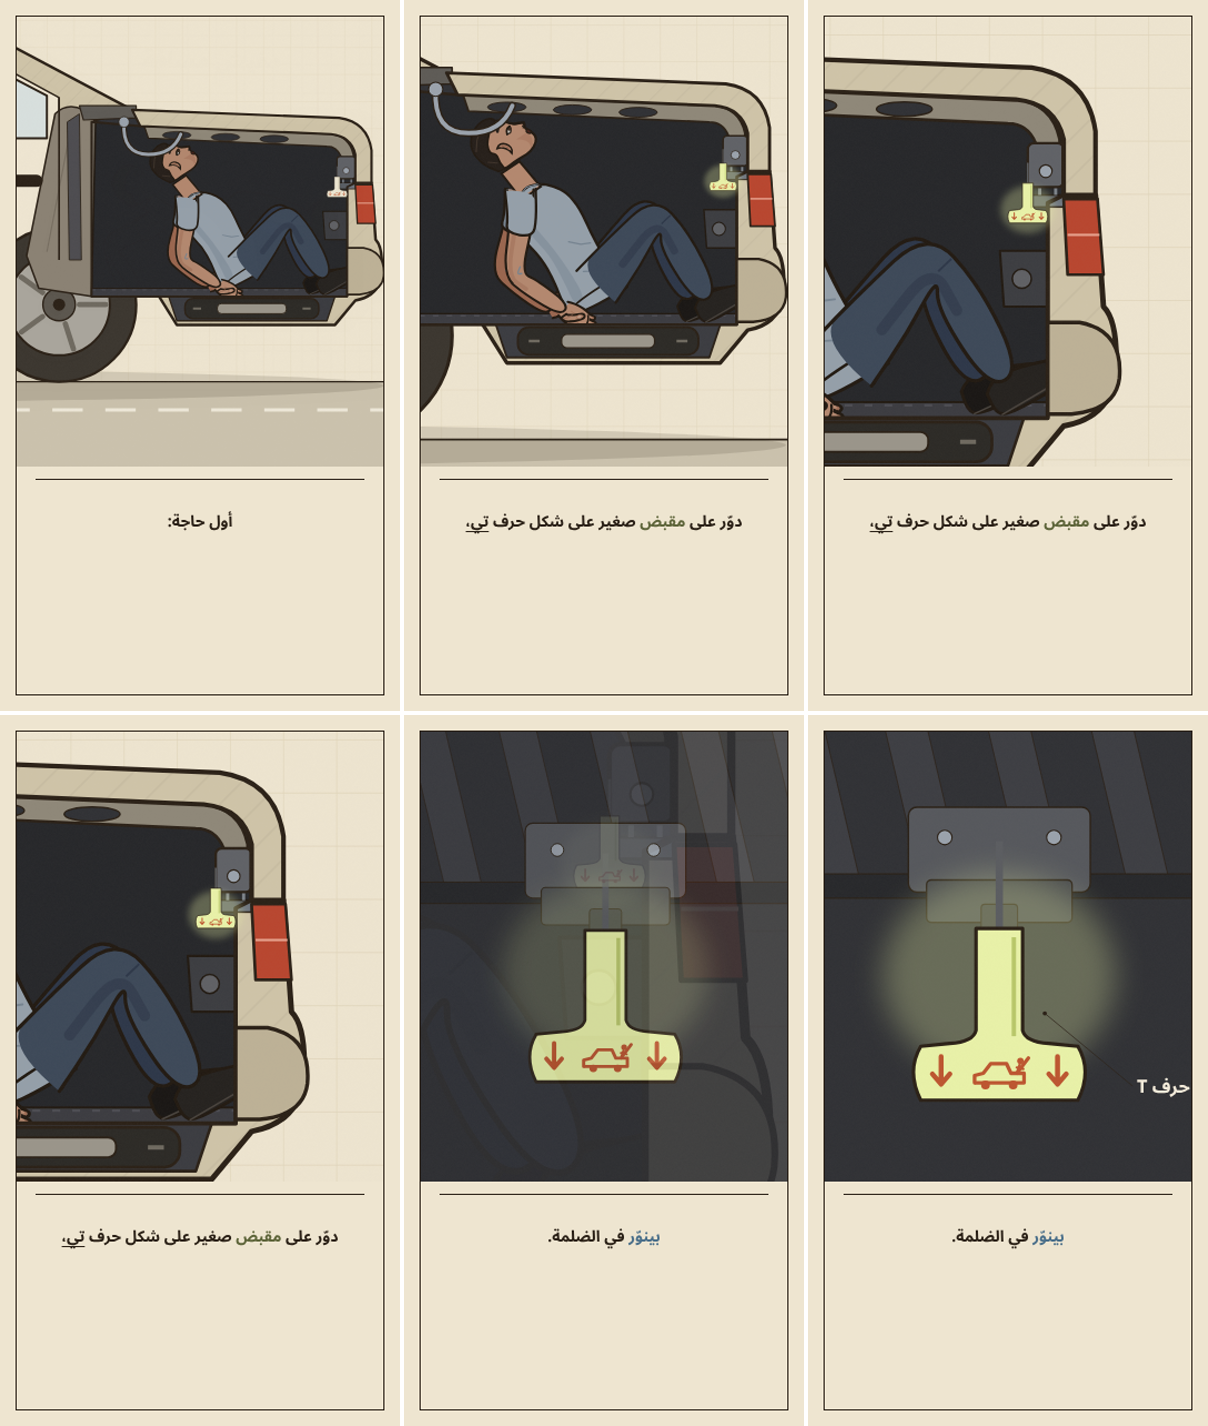 أول حاجة:
دوّر على مقبض صغير على شكل حرف تي،
دوّر على مقبض صغير على شكل حرف تي،
دوّر على مقبض صغير على شكل حرف تي،
بينوّر في الضلمة.
حرف T
بينوّر في الضلمة.